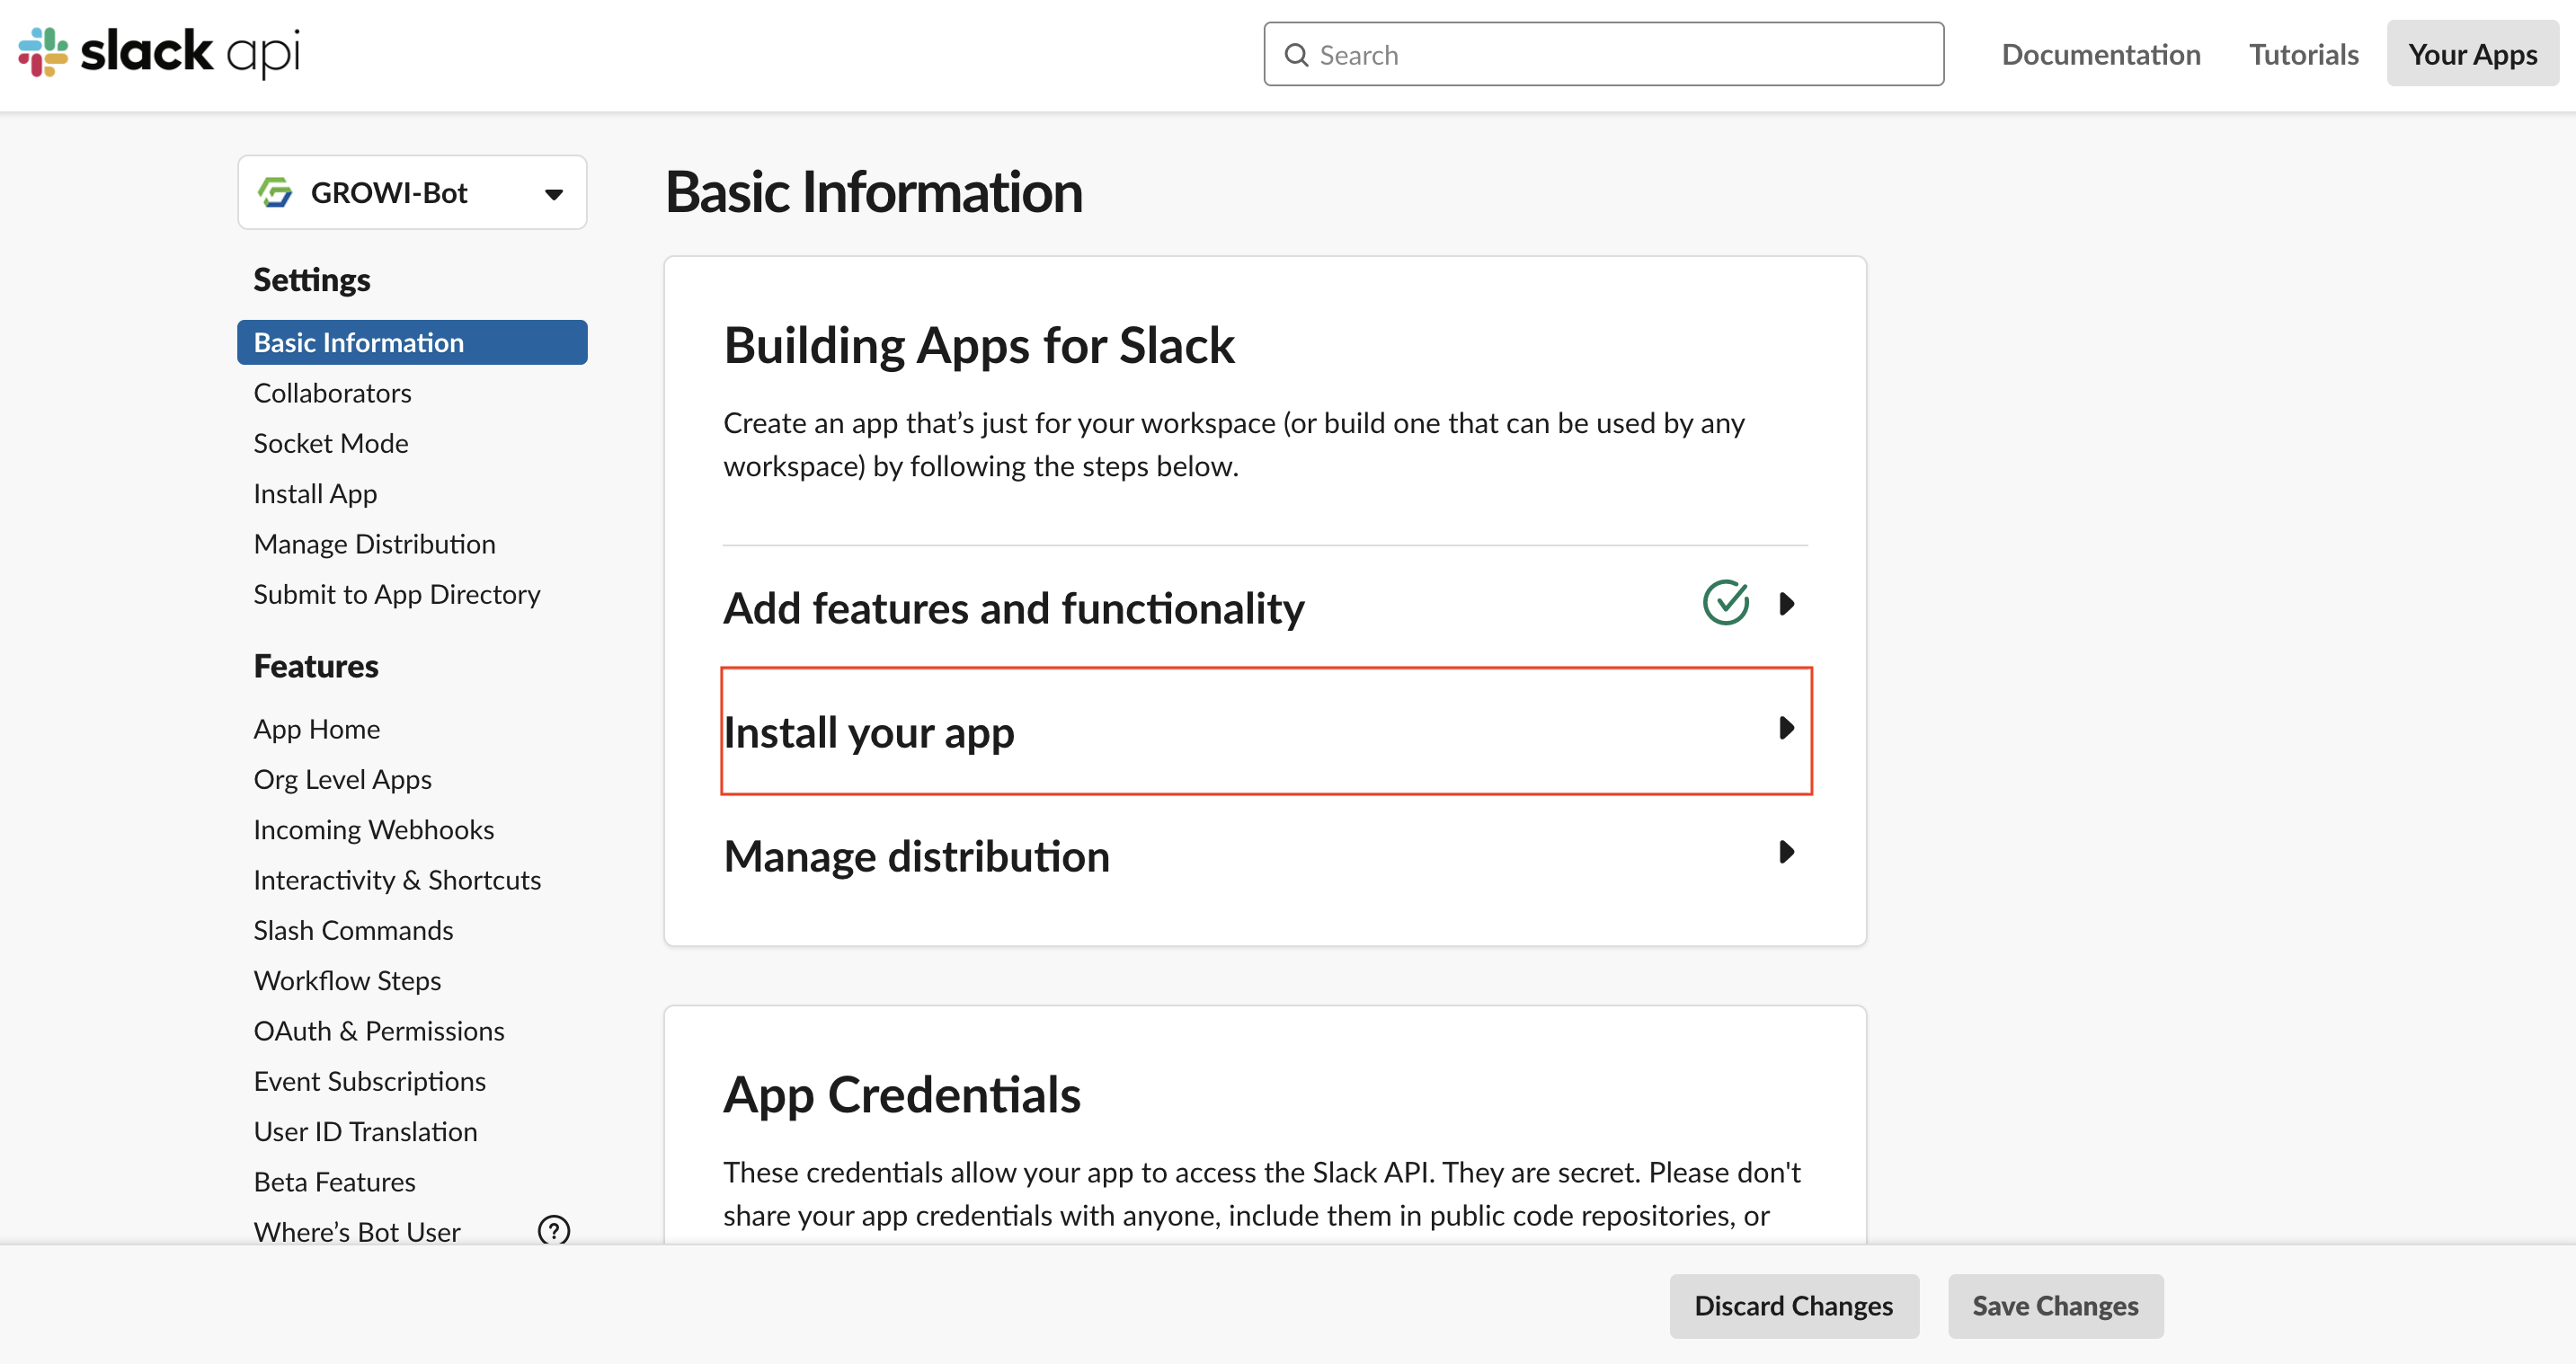 slack api
Search
Documentation
Tutorials
Your Apps
GROWI-Bot
Settings
Basic Information
Collaborators
Socket Mode
Install App
Manage Distribution
Submit to App Directory
Features
App Home
Org Level Apps
Incoming Webhooks
Interactivity & Shortcuts
Slash Commands
Workflow Steps
OAuth & Permissions
Event Subscriptions
User ID Translation
Beta Features
Where’s Bot User
?
Basic Information
Building Apps for Slack
Create an app that’s just for your workspace (or build one that can be used by any
workspace) by following the steps below.
Add features and functionality
Install your app
Manage distribution
App Credentials
These credentials allow your app to access the Slack API. They are secret. Please don't
share your app credentials with anyone, include them in public code repositories, or
Discard Changes
Save Changes